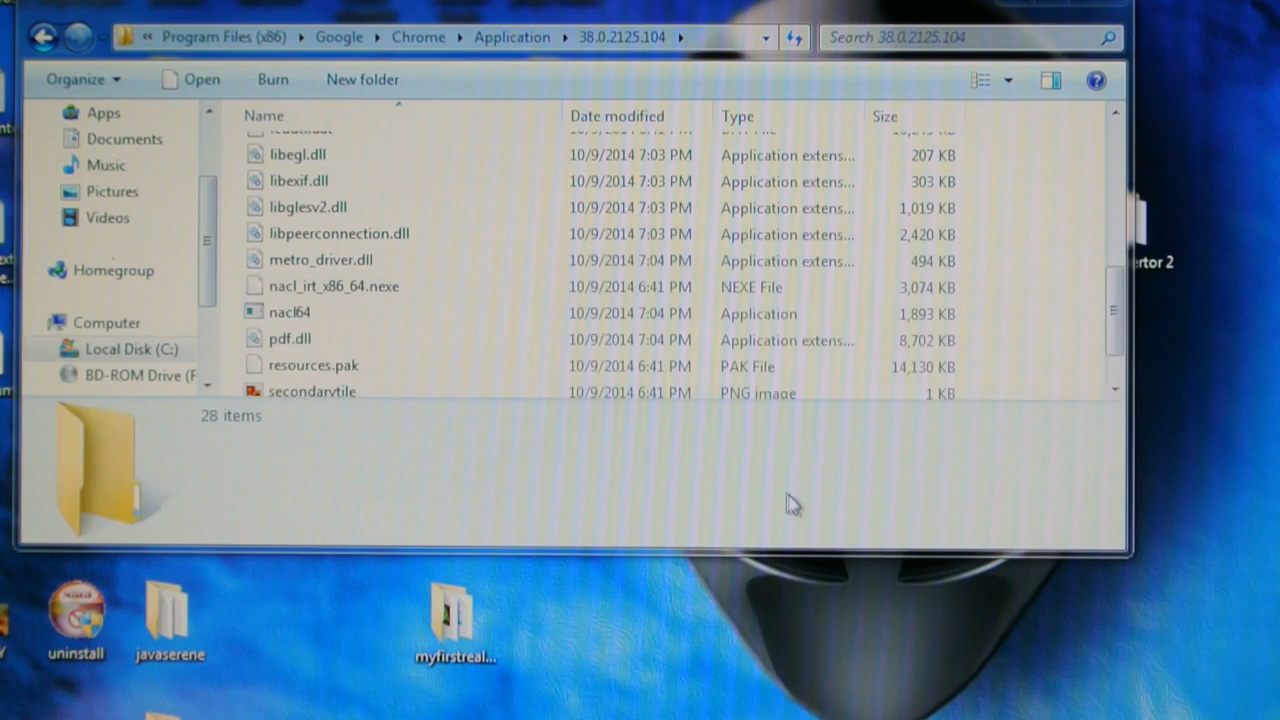 « Program Files (x86) ▸ Google ▸ Chrome ▸ Application ▸ 38.0.2125.104 ▸ Search 38.0.2125.104
Organize Open Burn New folder
Name Date modified Type Size
Apps
Documents
Music
Pictures
Videos
Homegroup
Computer
Local Disk (C:)
BD-ROM Drive (F
libegl.dll 10/9/2014 7:03 PM Application extens... 207 KB
libexif.dll 10/9/2014 7:03 PM Application extens... 303 KB
libglesv2.dll 10/9/2014 7:03 PM Application extens... 1,019 KB
libpeerconnection.dll 10/9/2014 7:03 PM Application extens... 2,420 KB
metro_driver.dll 10/9/2014 7:04 PM Application extens... 494 KB
nacl_irt_x86_64.nexe 10/9/2014 6:41 PM NEXE File 3,074 KB
nacl64 10/9/2014 7:04 PM Application 1,893 KB
pdf.dll 10/9/2014 7:04 PM Application extens... 8,702 KB
resources.pak 10/9/2014 6:41 PM PAK File 14,130 KB
secondarytile 10/9/2014 6:41 PM PNG image 1 KB
28 items
rtor 2
uninstall
javaserene
myfirstreal...